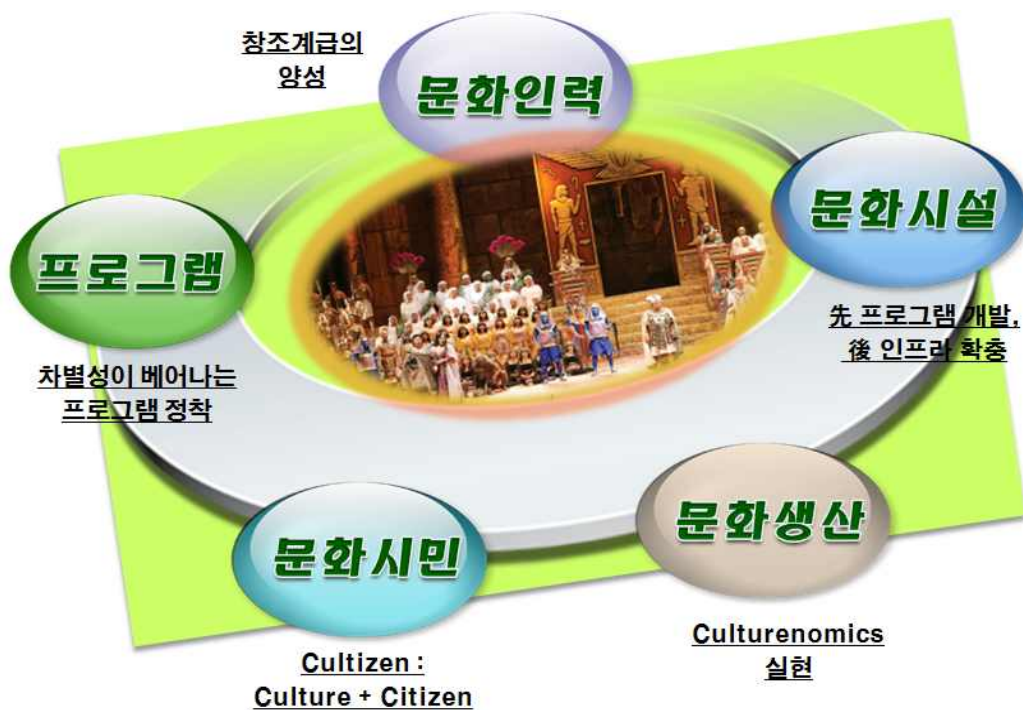 창조계급의
양성
문화인력
문화시설
先 프로그램 개발,
後 인프라 확충
프로그램
차별성이 베어나는
프로그램 정착
문화시민
Cultizen :
Culture + Citizen
문화생산
Culturenomics
실현